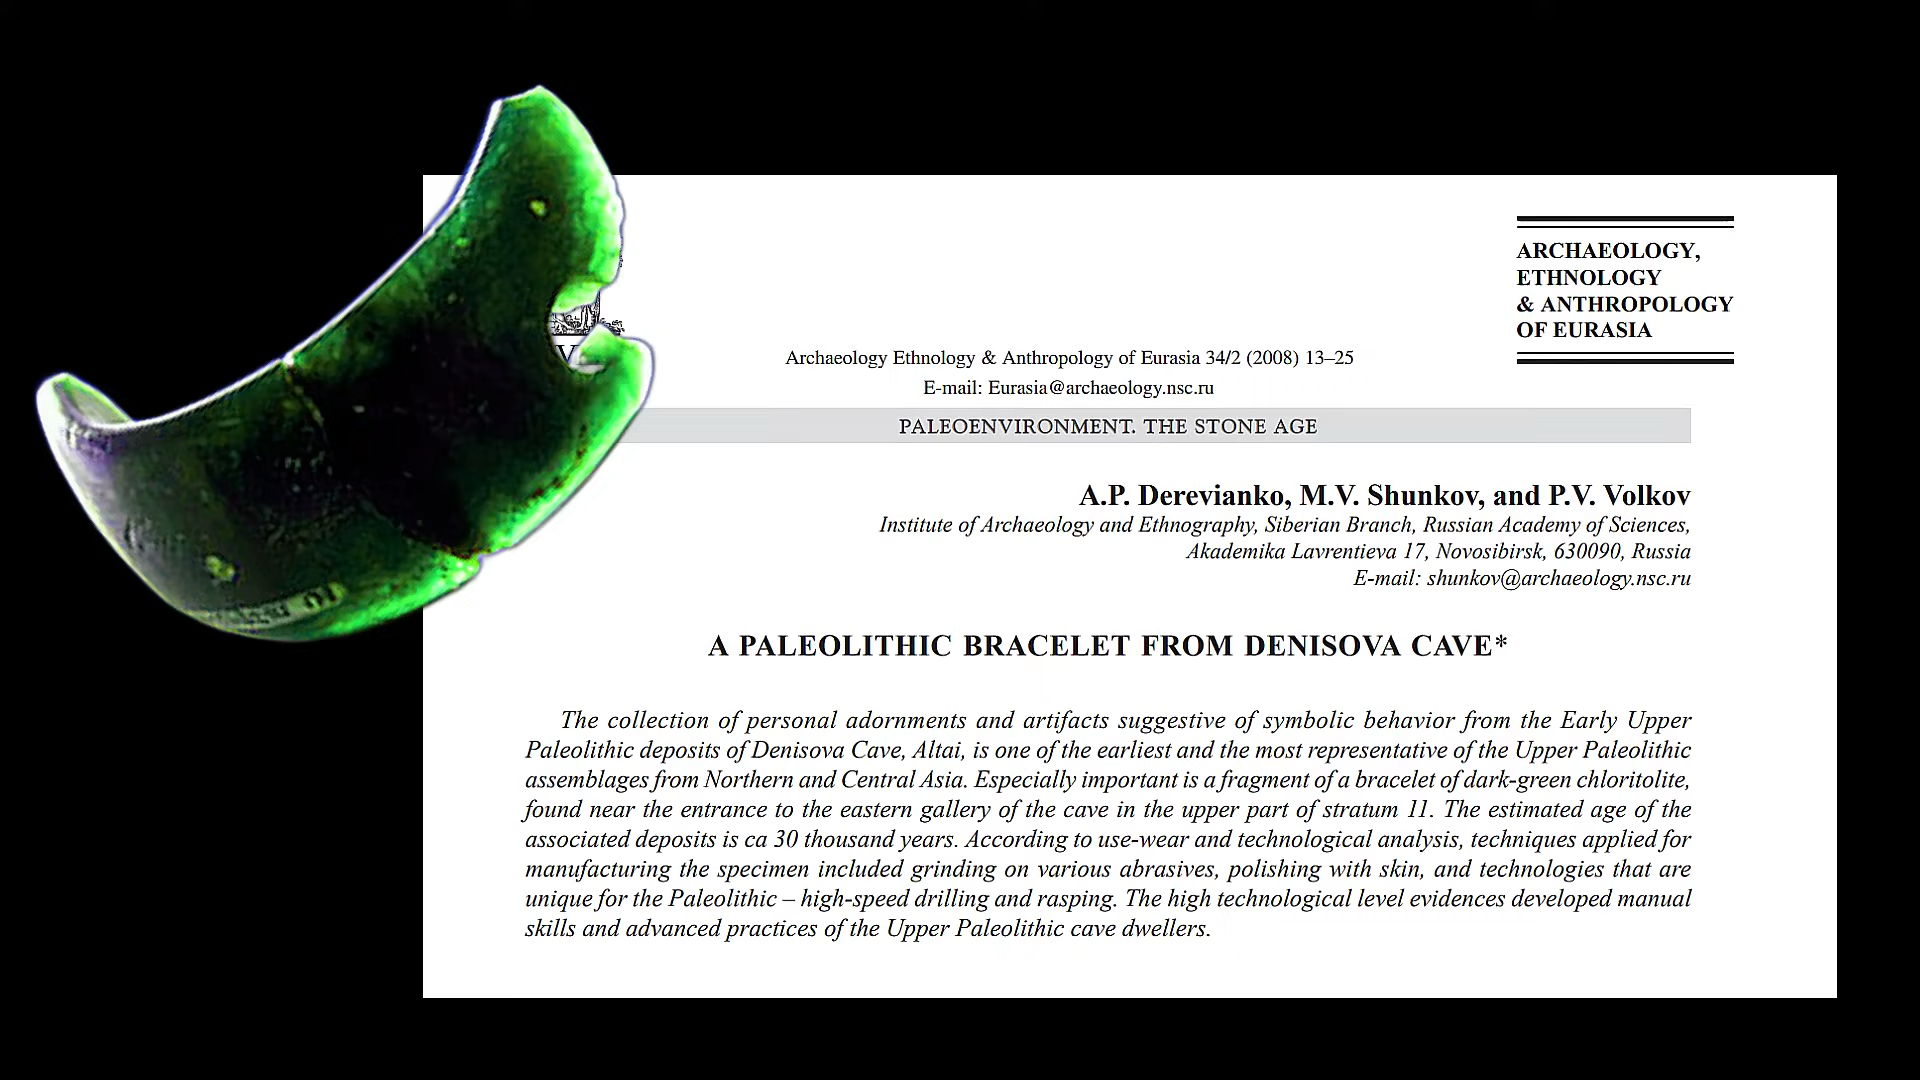 ARCHAEOLOGY,
ETHNOLOGY
& ANTHROPOLOGY
OF EURASIA
Archaeology Ethnology & Anthropology of Eurasia 34/2 (2008) 13–25
E-mail: Eurasia@archaeology.nsc.ru
PALEOENVIRONMENT. THE STONE AGE
A.P. Derevianko, M.V. Shunkov, and P.V. Volkov
Institute of Archaeology and Ethnography, Siberian Branch, Russian Academy of Sciences,
Akademika Lavrentieva 17, Novosibirsk, 630090, Russia
E-mail: shunkov@archaeology.nsc.ru
A PALEOLITHIC BRACELET FROM DENISOVA CAVE*
The collection of personal adornments and artifacts suggestive of symbolic behavior from the Early Upper
Paleolithic deposits of Denisova Cave, Altai, is one of the earliest and the most representative of the Upper Paleolithic
assemblages from Northern and Central Asia. Especially important is a fragment of a bracelet of dark-green chloritolite,
found near the entrance to the eastern gallery of the cave in the upper part of stratum 11. The estimated age of the
associated deposits is ca 30 thousand years. According to use-wear and technological analysis, techniques applied for
manufacturing the specimen included grinding on various abrasives, polishing with skin, and technologies that are
unique for the Paleolithic – high-speed drilling and rasping. The high technological level evidences developed manual
skills and advanced practices of the Upper Paleolithic cave dwellers.